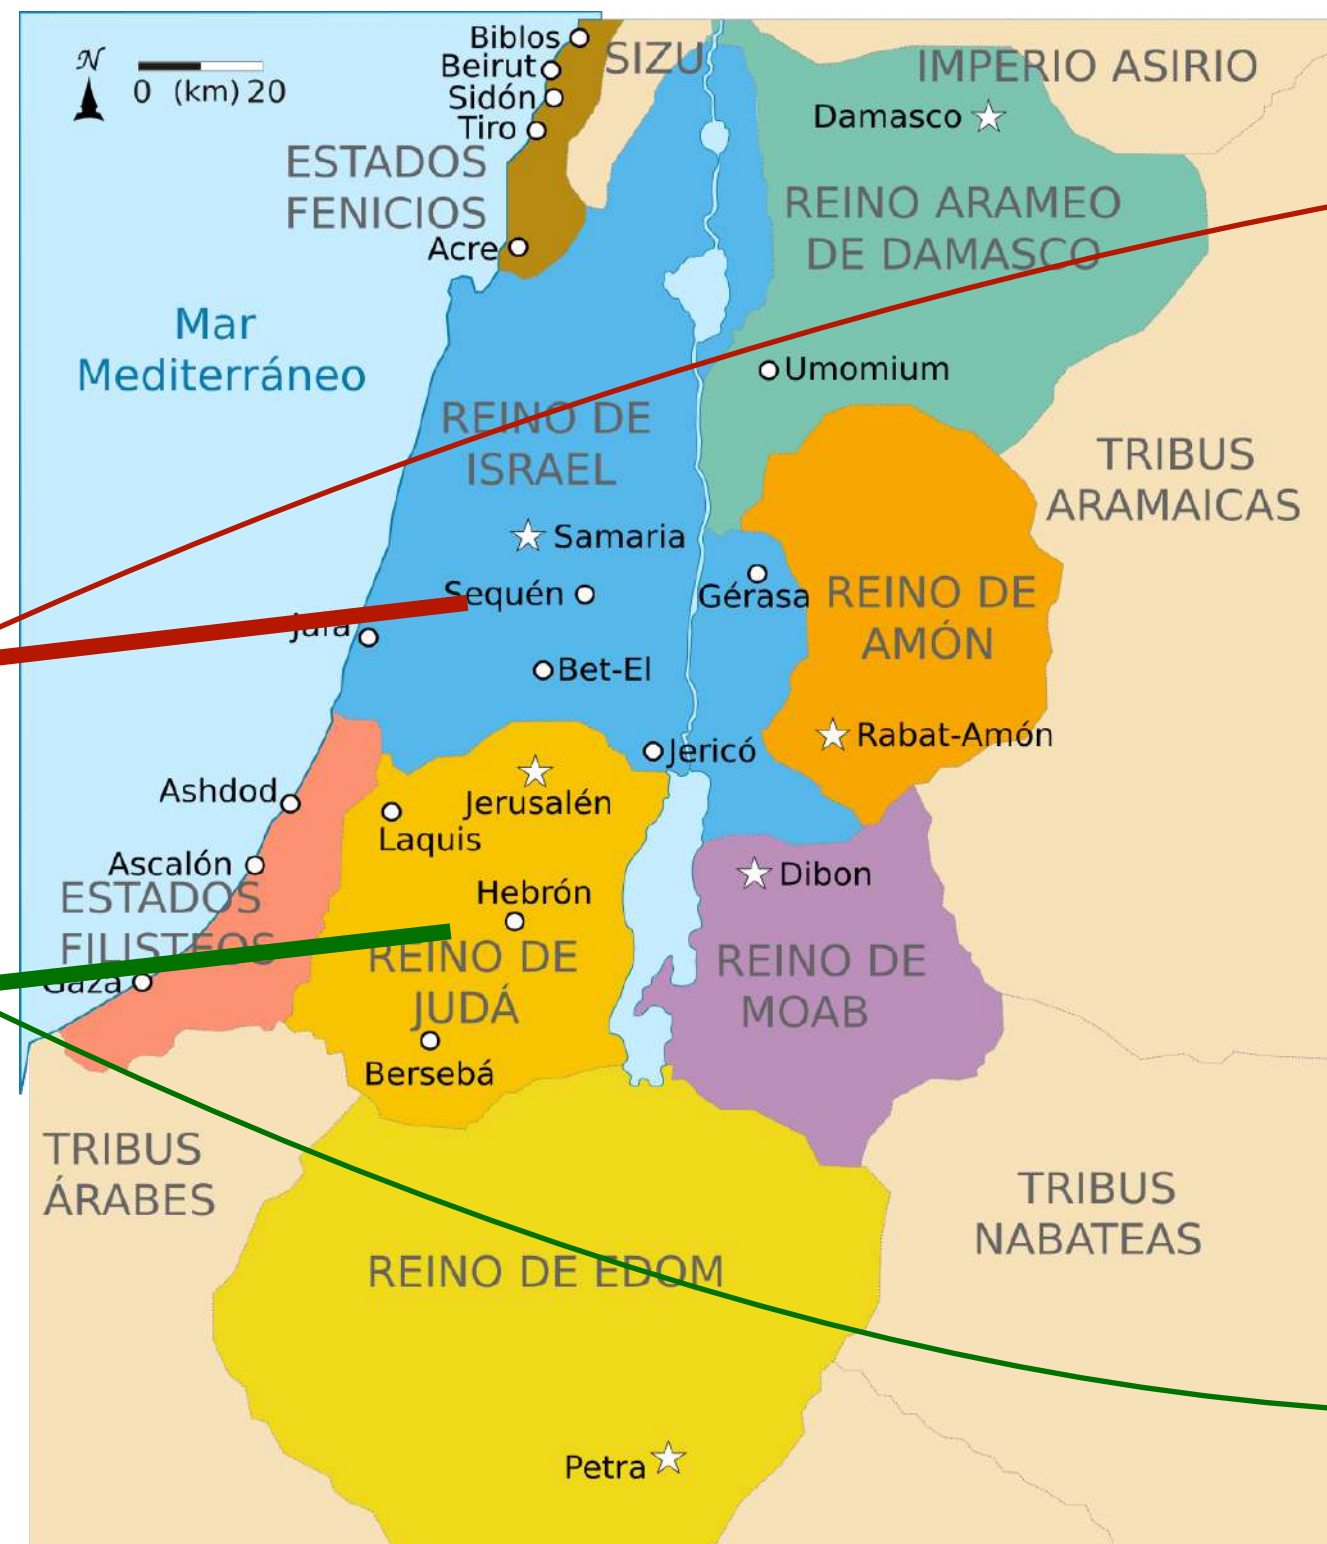 N
0 (km) 20
Biblos
Beirut
Sidón
Tiro
SIZU
IMPERIO ASIRIO
Damasco
ESTADOS
FENICIOS
Acre
REINO ARAMEO
DE DAMASCO
Mar
Mediterráneo
Umomium
REINO DE
ISRAEL
TRIBUS
ARAMAICAS
Samaria
Sequén
Gérasa
REINO DE
AMÓN
Bet-El
Rabat-Amón
Jericó
Ashdod
Jerusalén
Laquis
Ascalón
ESTADOS
FILISTEOS
Gaza
Hebrón
Dibon
REINO DE
JUDÁ
REINO DE
MOAB
Bersebá
TRIBUS
ÁRABES
TRIBUS
NABATEAS
REINO DE EDOM
Petra